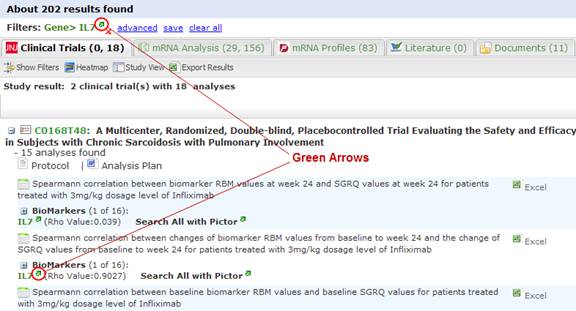 About 202 results found
Filters: Gene> IL7 advanced save clear all
JNJ Clinical Trials (0, 18) mRNA Analysis (29, 156) mRNA Profiles (83) Literature (0) Documents (11)
Show Filters Heatmap Study View Export Results
Study result: 2 clinical trial(s) with 18 analyses
C0168T48: A Multicenter, Randomized, Double-blind, Placebocontrolled Trial Evaluating the Safety and Efficacy
in Subjects with Chronic Sarcoidosis with Pulmonary Involvement
- 15 analyses found
Green Arrows
Protocol | Analysis Plan
Spearmann correlation between biomarker RBM values at week 24 and SGRQ values at week 24 for patients
treated with 3mg/kg dosage level of Infliximab
Excel
BioMarkers (1 of 16):
IL7 (Rho Value:0.039) Search All with Pictor
Spearmann correlation between changes of biomarker RBM values from baseline to week 24 and the change of
SGRQ values from baseline to week 24 for patients treated with 3mg/kg dosage level of Infliximab
Excel
BioMarkers (1 of 16):
IL7 (Rho Value:0.9027) Search All with Pictor
Spearmann correlation between baseline biomarker RBM values and baseline SGRQ values for patients treated
with 3mg/kg dosage level of Infliximab
Excel